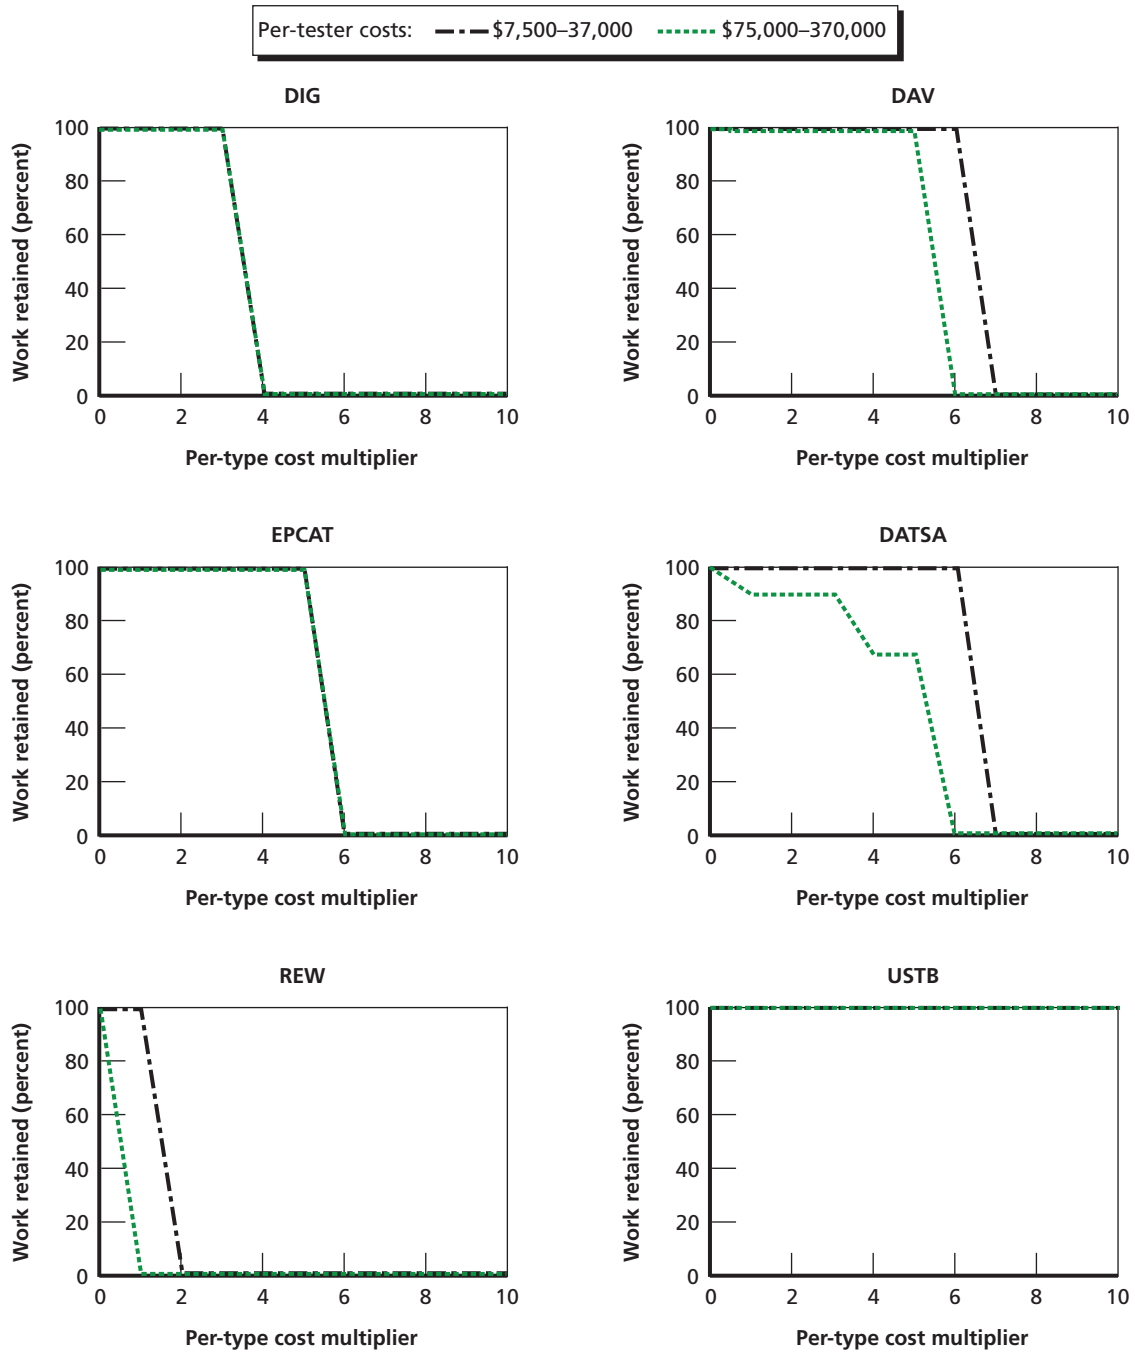 Per-tester costs: $7,500–37,000 $75,000–370,000
DIG
Work retained (percent)
100
80
60
40
20
0
0 2 4 6 8 10
Per-type cost multiplier
DAV
Work retained (percent)
100
80
60
40
20
0
0 2 4 6 8 10
Per-type cost multiplier
EPCAT
Work retained (percent)
100
80
60
40
20
0
0 2 4 6 8 10
Per-type cost multiplier
DATSA
Work retained (percent)
100
80
60
40
20
0
0 2 4 6 8 10
Per-type cost multiplier
REW
Work retained (percent)
100
80
60
40
20
0
0 2 4 6 8 10
Per-type cost multiplier
USTB
Work retained (percent)
100
80
60
40
20
0
0 2 4 6 8 10
Per-type cost multiplier